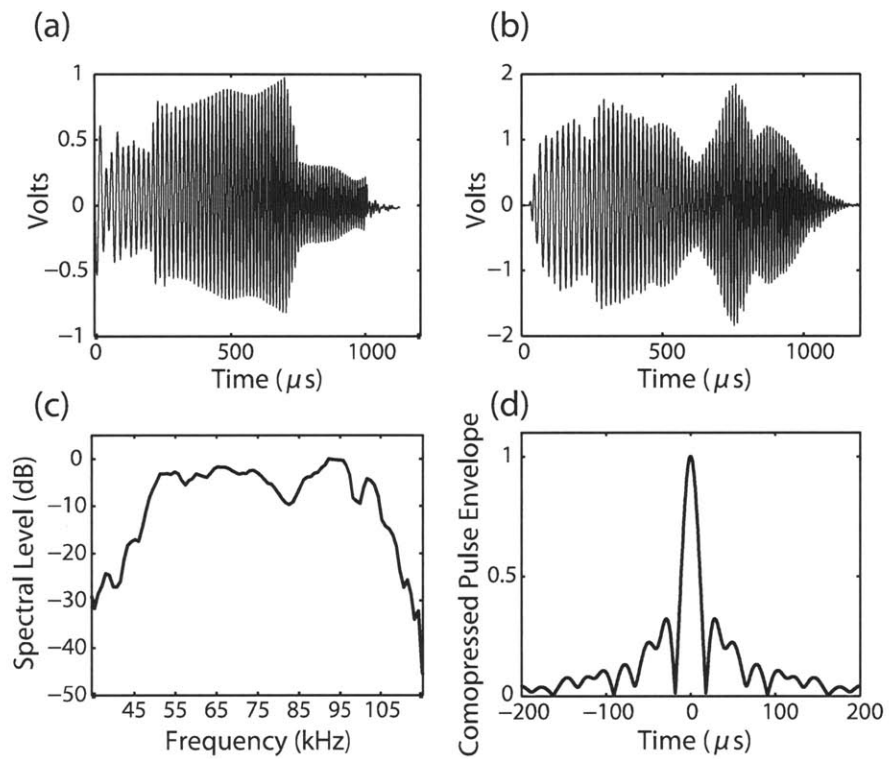 (a)
Volts
1
0.5
0
−0.5
−1
0 500 1000
Time (μs)
(b)
Volts
2
1
0
−1
−2
0 500 1000
Time (μs)
(c)
Spectral Level (dB)
0
−10
−20
−30
−40
−50
45 55 65 75 85 95 105
Frequency (kHz)
(d)
Comopressed Pulse Envelope
1
0.5
0
−200 −100 0 100 200
Time (μs)